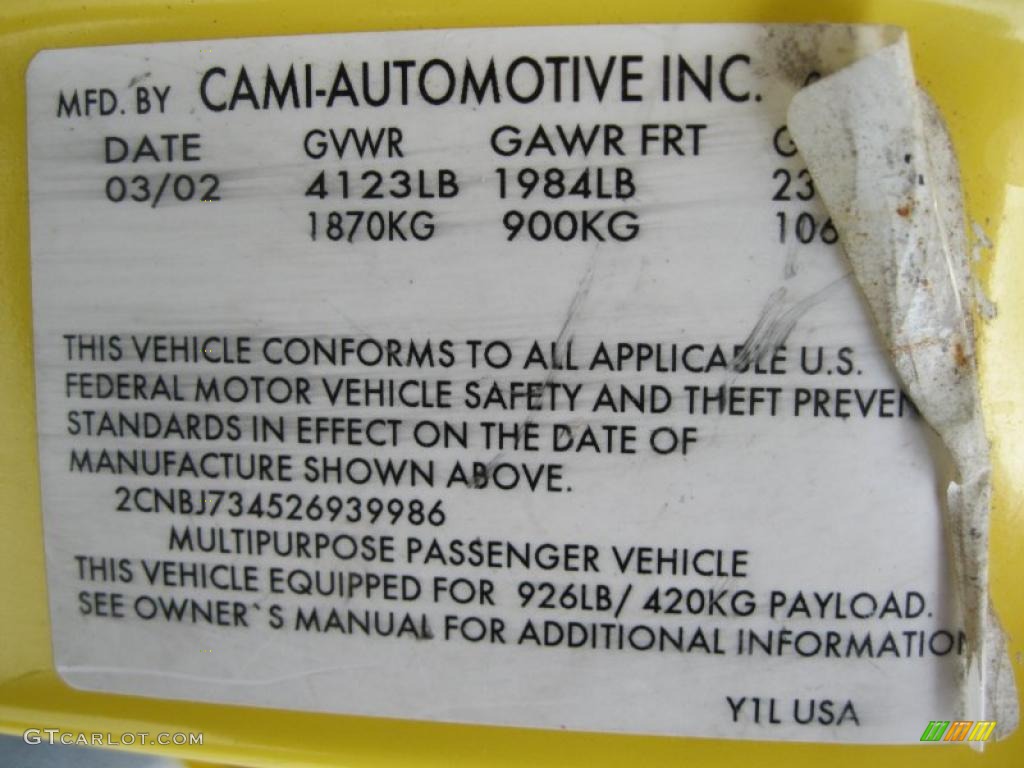 MFD. BY CAMI-AUTOMOTIVE INC.
DATE GVWR GAWR FRT
03/02 4123LB 1984LB
1870KG 900KG
THIS VEHICLE CONFORMS TO ALL APPLICABLE U.S.
FEDERAL MOTOR VEHICLE SAFETY AND THEFT PREVEN
STANDARDS IN EFFECT ON THE DATE OF
MANUFACTURE SHOWN ABOVE.
2CNBJ734526939986
MULTIPURPOSE PASSENGER VEHICLE
THIS VEHICLE EQUIPPED FOR 926LB/ 420KG PAYLOAD.
SEE OWNER`S MANUAL FOR ADDITIONAL INFORMATION
Y1L USA
GTCARLOT.COM